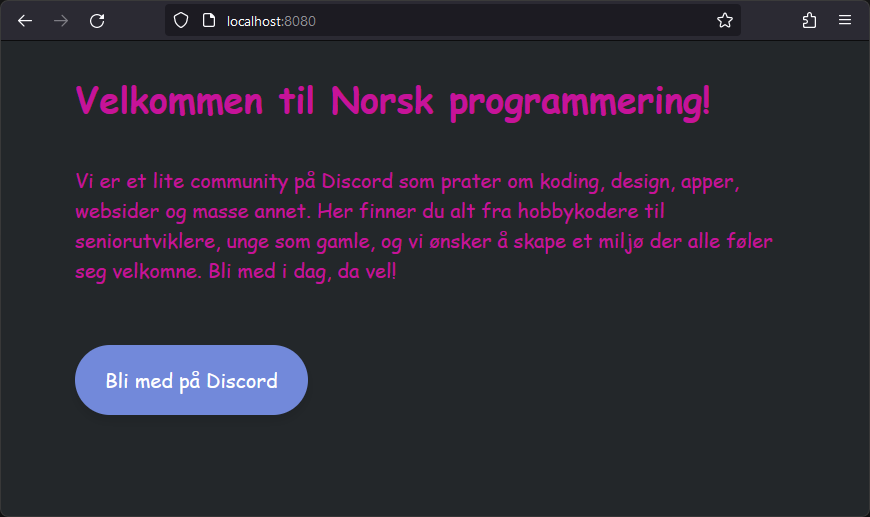 localhost:8080
Velkommen til Norsk programmering!
Vi er et lite community på Discord som prater om koding, design, apper,
websider og masse annet. Her finner du alt fra hobbykodere til
seniorutviklere, unge som gamle, og vi ønsker å skape et miljø der alle føler
seg velkomne. Bli med i dag, da vel!
Bli med på Discord